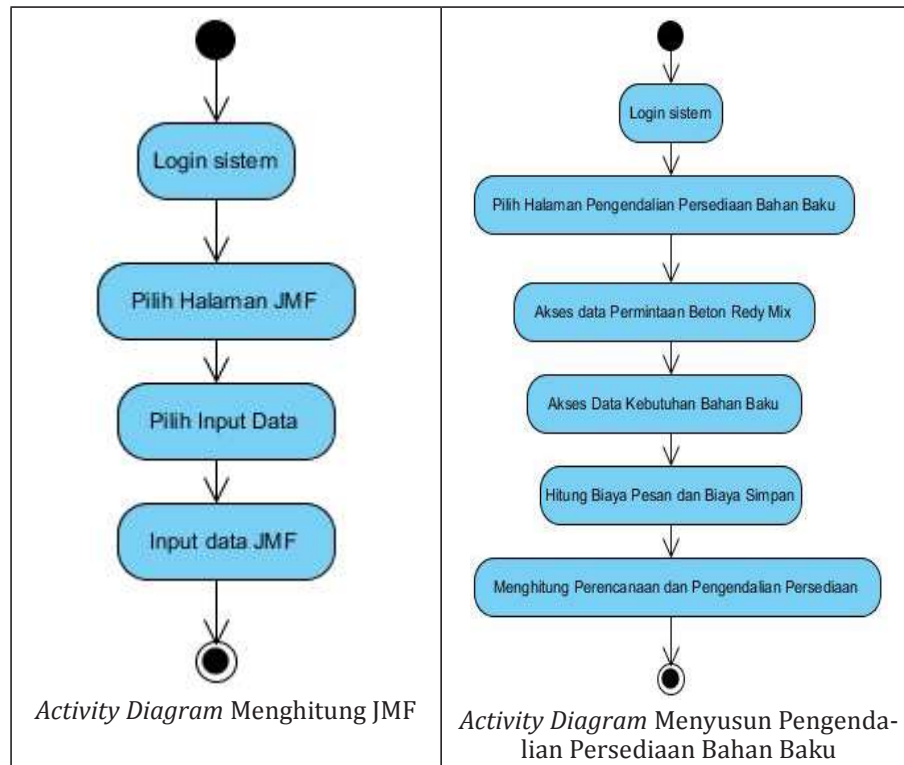 Login sistem
Pilih Halaman JMF
Pilih Input Data
Input data JMF
Activity Diagram Menghitung JMF
Login sistem
Pilih Halaman Pengendalian Persediaan Bahan Baku
Akses data Permintaan Beton Redy Mix
Akses Data Kebutuhan Bahan Baku
Hitung Biaya Pesan dan Biaya Simpan
Menghitung Perencanaan dan Pengendalian Persediaan
Activity Diagram Menyusun Pengenda-
lian Persediaan Bahan Baku